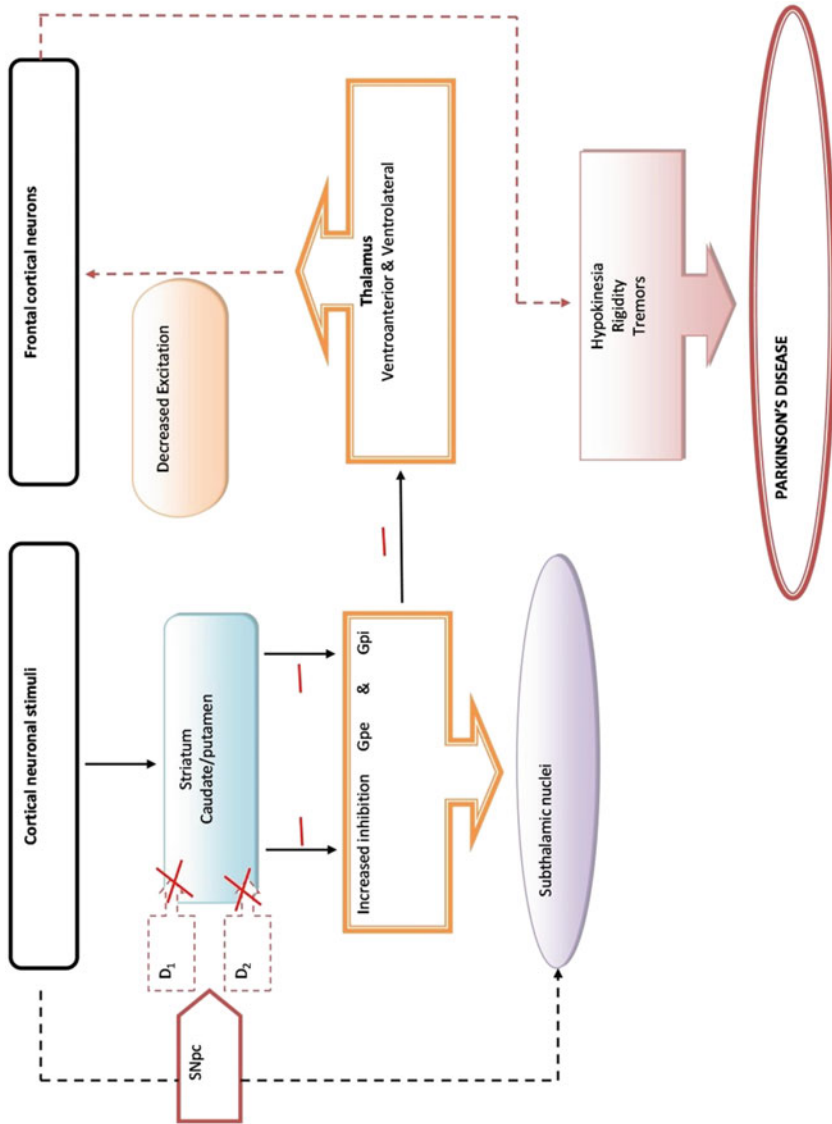 Cortical neuronal stimuli
Frontal cortical neurons
SNpc
D1
D2
Striatum
Caudate/putamen
Decreased Excitation
Increased inhibition Gpe & Gpi
Thalamus
Ventroanterior & Ventrolateral
Subthalamic nuclei
Hypokinesia
Rigidity
Tremors
PARKINSON'S DISEASE